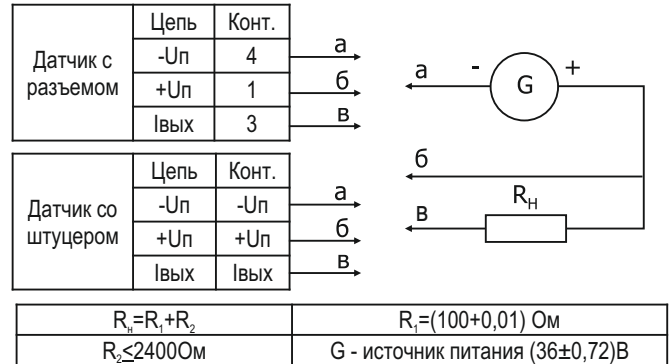 Датчик с разъемом
Цепь Конт.
-Uп 4 а
+Uп 1 б
Iвых 3 в
Датчик со штуцером
Цепь Конт.
-Uп -Uп а
+Uп +Uп б
Iвых Iвых в
а - G +
б
в Rн
Rн=R₁+R₂ R₁=(100+0,01) Ом
R₂≤2400Ом G - источник питания (36±0,72)В